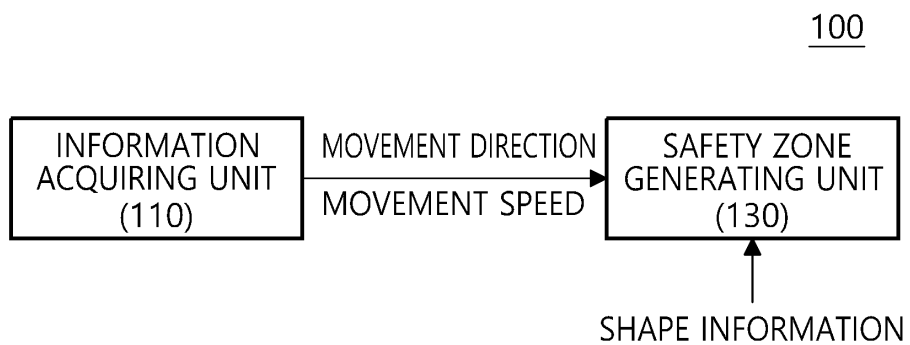 100
INFORMATION
ACQUIRING UNIT
(110)
MOVEMENT DIRECTION
MOVEMENT SPEED
SAFETY ZONE
GENERATING UNIT
(130)
SHAPE INFORMATION